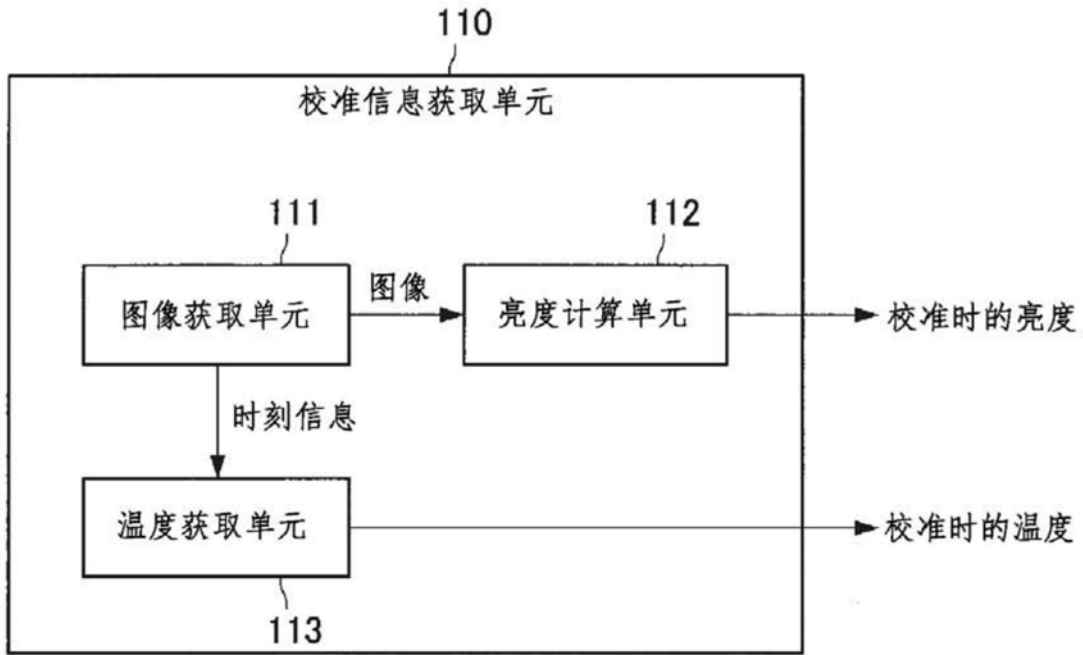 110
校准信息获取单元
111
112
图像获取单元
图像
亮度计算单元
校准时的亮度
时刻信息
温度获取单元
校准时的温度
113